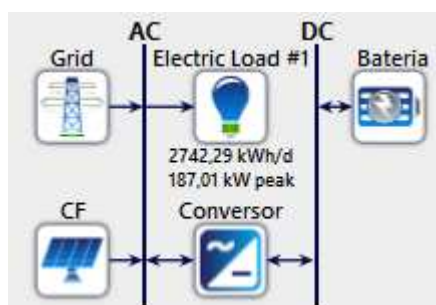 AC DC
Grid Electric Load #1 Bateria
2742,29 kWh/d
187,01 kW peak
CF Conversor